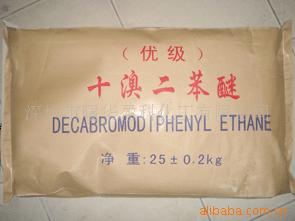 (优级)
十溴二苯醚
DECABROMODIPHENYL ETHANE
净重:25±0.2kg
alibaba.com.cn